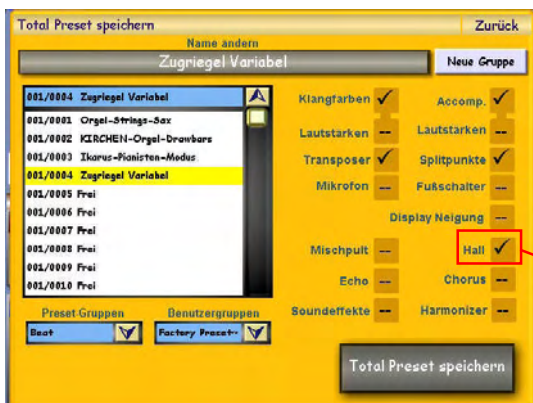 Total Preset speichern
Zurück
Name ändern
Zugriegel Variabel
Neue Gruppe
001/0004 Zugriegel Variabel
001/0001 Orgel-Strings-Sax
001/0002 KIRCHEN-Orgel-Drawbars
001/0003 Ikarus-Pianisten-Modus
001/0004 Zugriegel Variabel
001/0005 Frei
001/0006 Frei
001/0007 Frei
001/0008 Frei
001/0009 Frei
001/0010 Frei
Preset-Gruppen
Benutzergruppen
Beat
Factory Preset--
Klangfarben ✓ Accomp. ✓
Lautstärken -- Lautstärken --
Transposer ✓ Splitpunkte ✓
Mikrofon -- Fußschalter --
Display Neigung --
Mischpult -- Hall ✓
Echo -- Chorus --
Soundeffekte -- Harmonizer --
Total Preset speichern